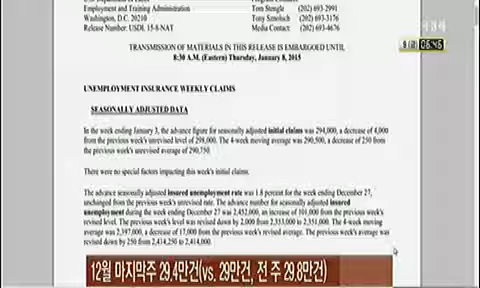 Employment and Training Administration
Washington, D.C. 20210
Release Number: USDL 15-8-NAT
Program Contacts:
Tom Stengle (202) 693-2991
Tony Sznoluch (202) 693-3176
Media Contact: (202) 693-4676
06:46
TRANSMISSION OF MATERIALS IN THIS RELEASE IS EMBARGOED UNTIL
8:30 A.M. (Eastern) Thursday, January 8, 2015
UNEMPLOYMENT INSURANCE WEEKLY CLAIMS
SEASONALLY ADJUSTED DATA
In the week ending January 3, the advance figure for seasonally adjusted initial claims was 294,000, a decrease of 4,000
from the previous week's unrevised level of 298,000. The 4-week moving average was 290,500, a decrease of 250 from
the previous week's unrevised average of 290,750.
There were no special factors impacting this week's initial claims.
The advance seasonally adjusted insured unemployment rate was 1.8 percent for the week ending December 27,
unchanged from the previous week's unrevised rate. The advance number for seasonally adjusted insured
unemployment during the week ending December 27 was 2,452,000, an increase of 101,000 from the previous week's
revised level. The previous week's level was revised down by 2,000 from 2,353,000 to 2,351,000. The 4-week moving
average was 2,397,000, a decrease of 17,000 from the previous week's revised average. The previous week's average was
revised down by 250 from 2,414,250 to 2,414,000.
12월 마지막주 29.4만건(vs. 29만건, 전 주 29.8만건)